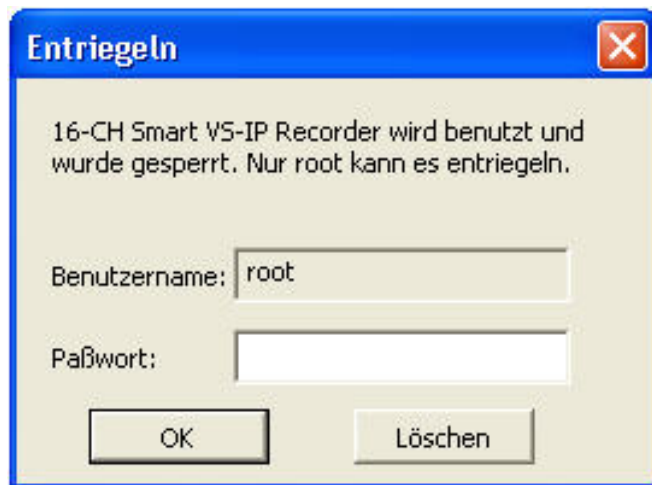 Entriegeln
16-CH Smart VS-IP Recorder wird benutzt und
wurde gesperrt. Nur root kann es entriegeln.
Benutzername: root
Paßwort:
OK Löschen